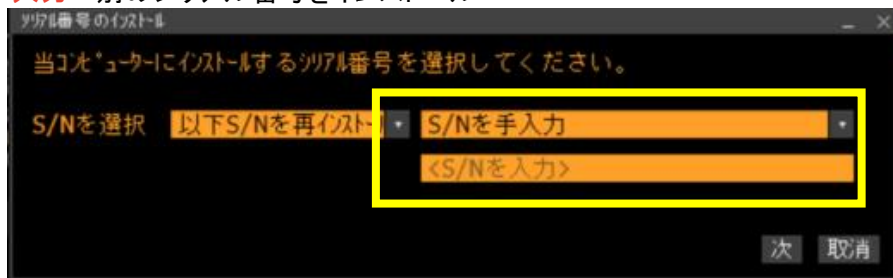 シリアル番号のインストール
当コンピューターにインストールするシリアル番号を選択してください。
S/Nを選択 以下S/Nを再インストー S/Nを手入力
<S/Nを入力>
次 取消